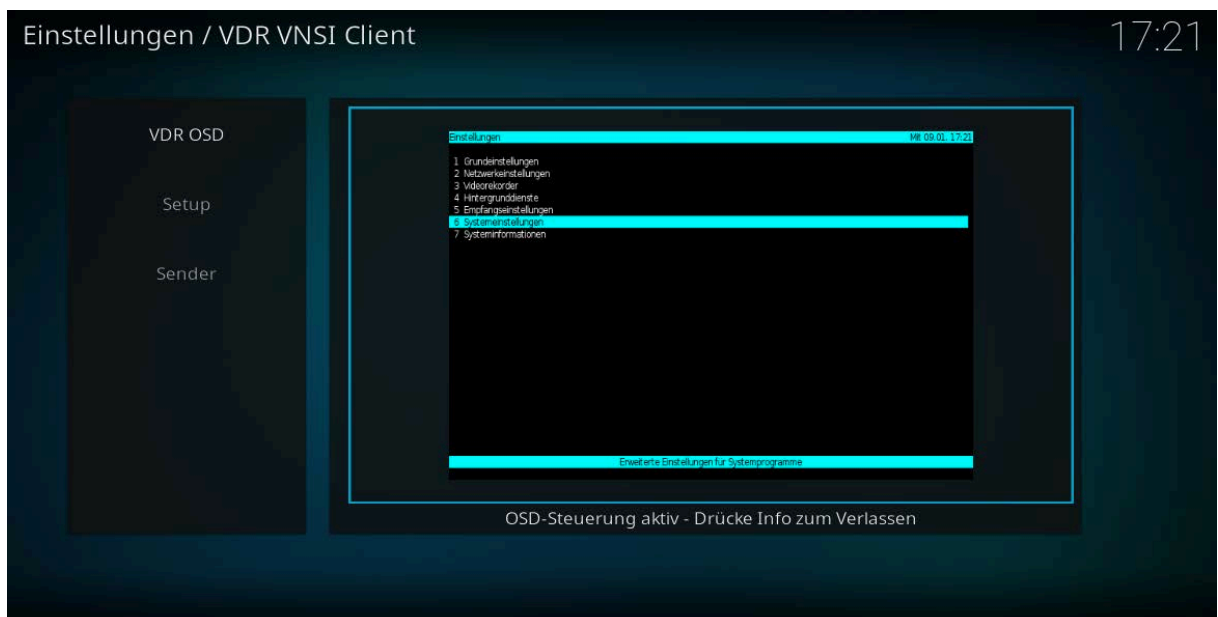 Einstellungen / VDR VNSI Client
17:21
VDR OSD
Setup
Sender
Einstellungen
Mit 09.01. 17:21
1 Grundeinstellungen
2 Netzwerkeinstellungen
3 Videorekorder
4 Hintergrunddienste
5 Empfangseinstellungen
6 Systemeinstellungen
7 Systeminformationen
Erweiterte Einstellungen für Systemprogramme
OSD-Steuerung aktiv - Drücke Info zum Verlassen